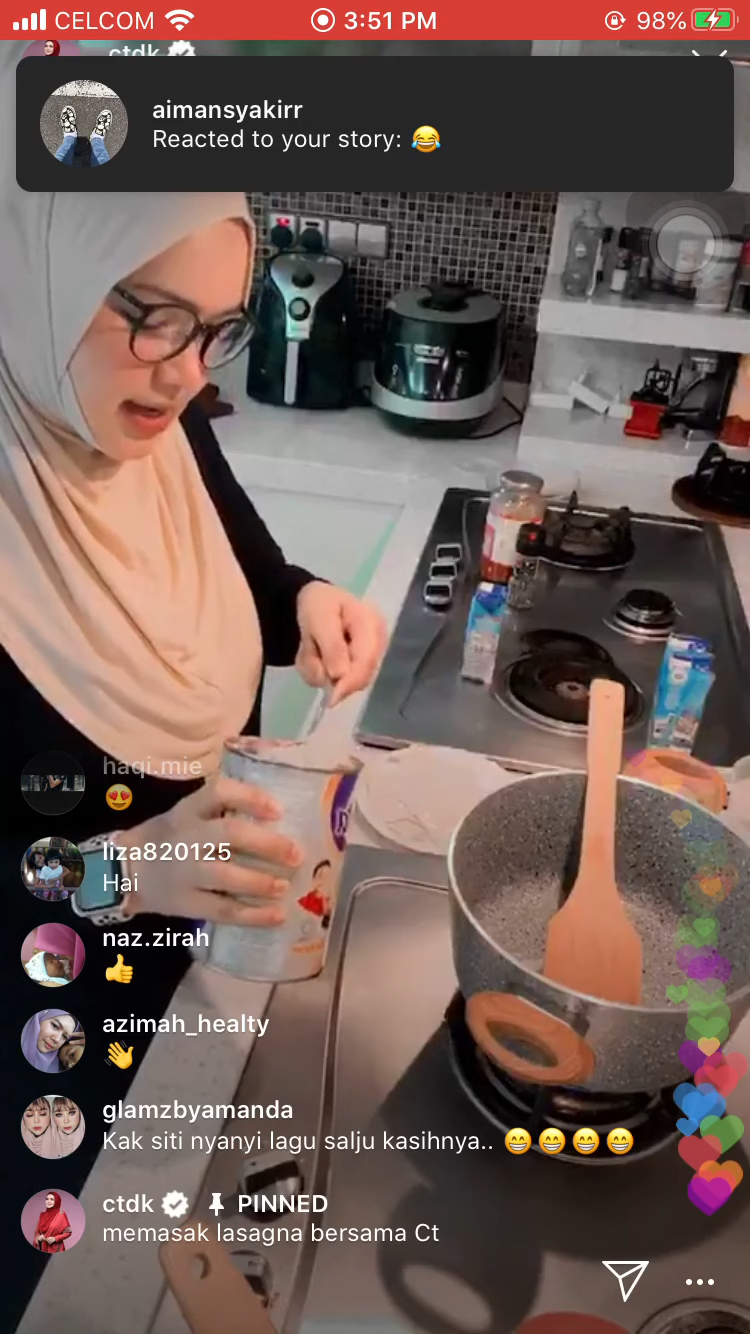 CELCOM
3:51 PM
98%
ctdk
aimansyakirr
Reacted to your story: 😂
haqi.mie
😍
liza820125
Hai
naz.zirah
👍
azimah_healty
👋
glamzbyamanda
Kak siti nyanyi lagu salju kasihnya.. 😁😁😁😁
ctdk PINNED
memasak lasagna bersama Ct